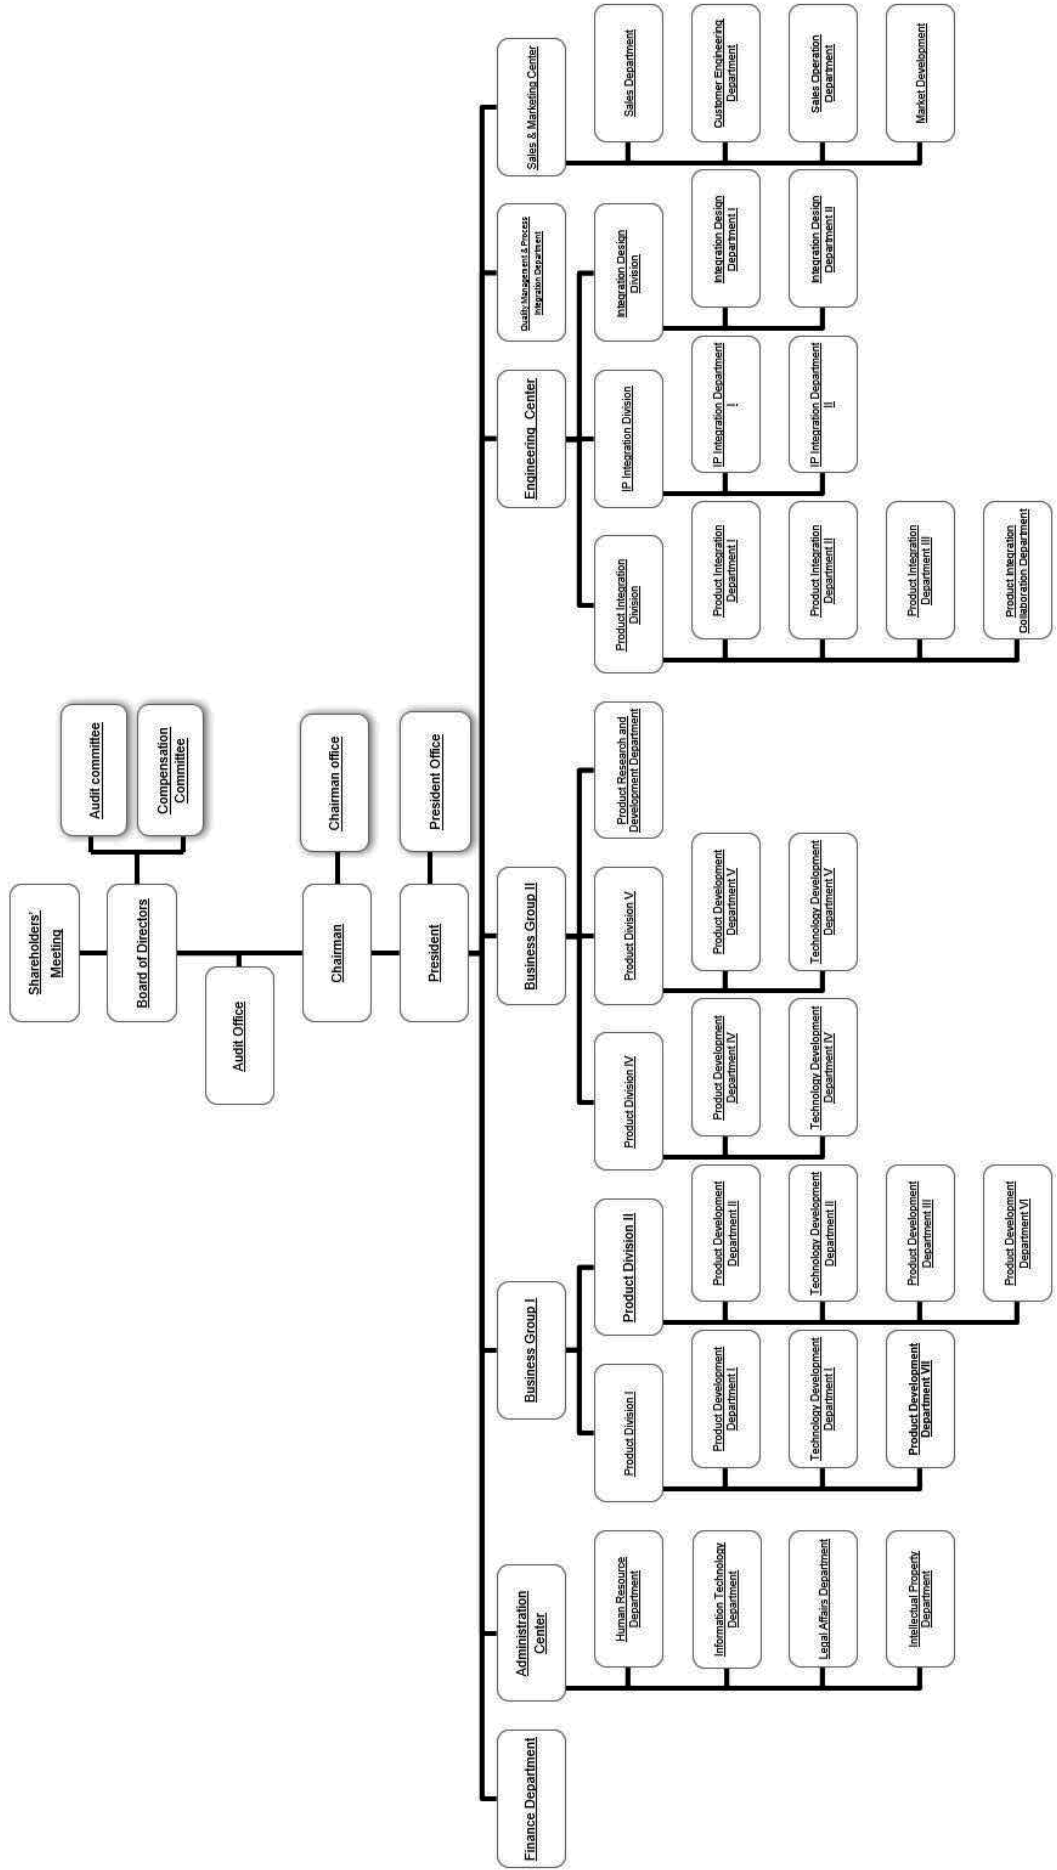 Shareholders'
Meeting
Board of Directors
Audit committee
Compensation
Committee
Audit Office
Chairman
Chairman office
President
President Office
Finance Department
Administration
Center
Human Resource
Department
Information Technology
Department
Legal Affairs Department
Intellectual Property
Department
Business Group I
Product Division I
Product Development
Department I
Technology Development
Department I
Product Development
Department VII
Product Division II
Product Development
Department II
Technology Development
Department II
Product Development
Department III
Product Development
Department VI
Business Group II
Product Division IV
Product Development
Department IV
Technology Development
Department IV
Product Division V
Product Development
Department V
Technology Development
Department V
Product Research and
Development Department
Engineering Center
Product Integration
Division
Product Integration
Department I
Product Integration
Department II
Product Integration
Department III
Product Integration
Collaboration Department
IP Integration Division
IP Integration Department
I
IP Integration Department
II
Integration Design
Division
Integration Design
Department I
Integration Design
Department II
Quality Management & Process
Integration Department
Sales & Marketing Center
Sales Department
Customer Engineering
Department
Sales Operation
Department
Market Development